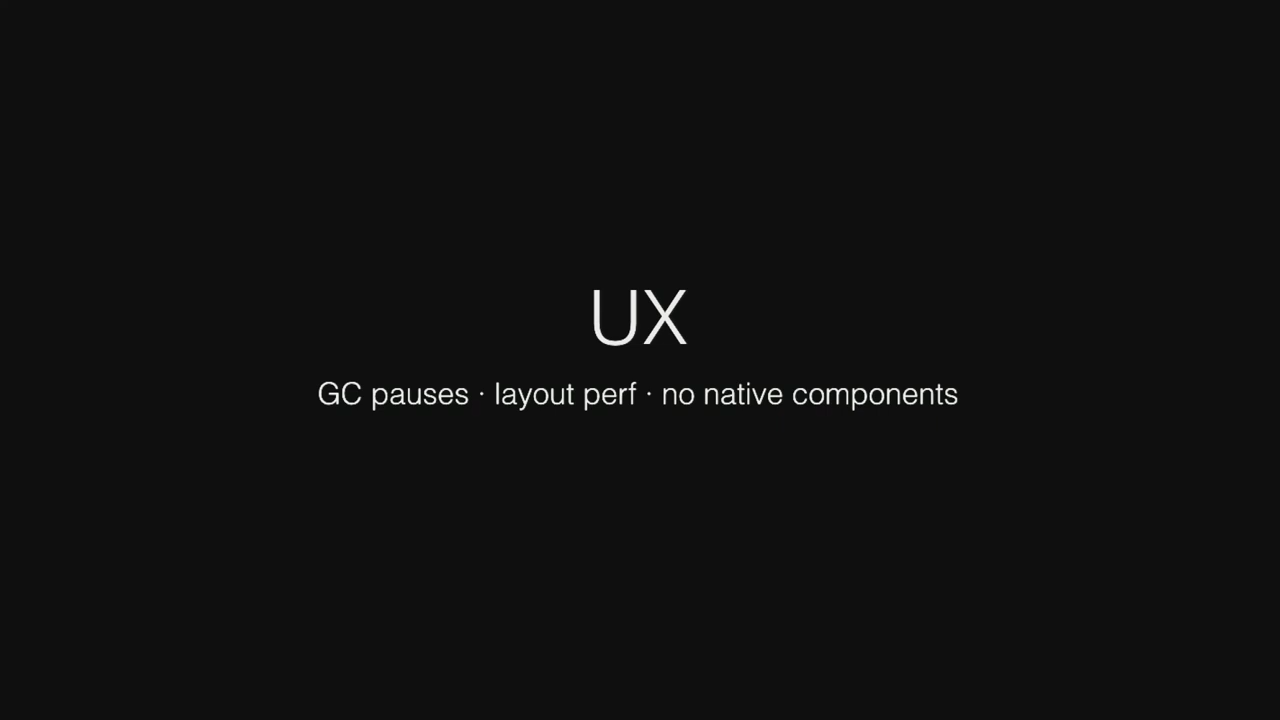 UX
GC pauses · layout perf · no native components